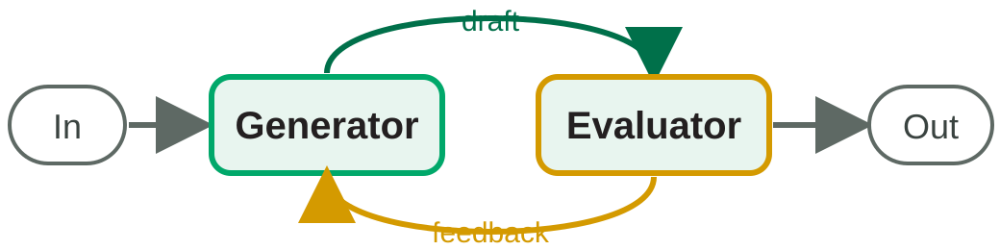 draft
In
Generator
Evaluator
Out
feedback